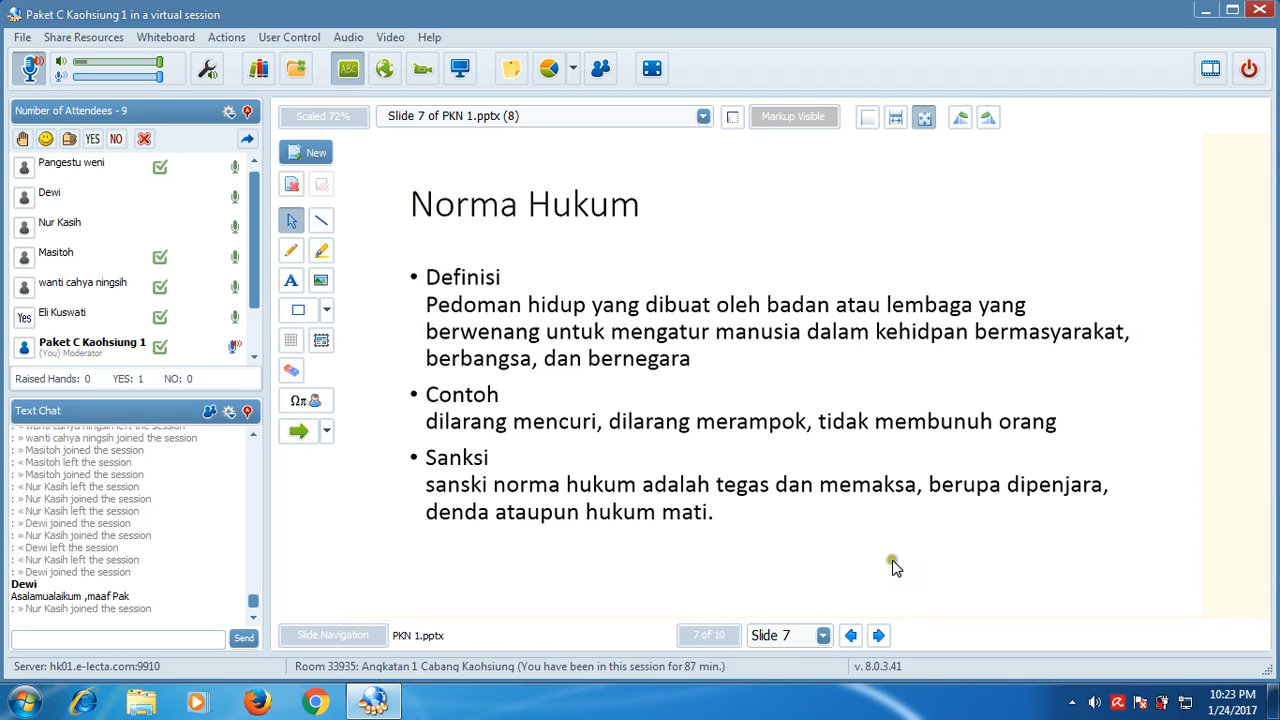 Paket C Kaohsiung 1 in a virtual session
File Share Resources Whiteboard Actions User Control Audio Video Help
ABC
Number of Attendees - 9
YES NO
Pangestu weni
Dewi
Nur Kasih
Masitoh
wanti cahya ningsih
Yes Eli Kuswati
Paket C Kaohsiung 1
(You) Moderator
Raised Hands: 0 YES: 1 NO: 0
Text Chat
: » wanti cahya ningsih joined the session
: » Masitoh joined the session
: « Masitoh left the session
: » Masitoh joined the session
: « Nur Kasih left the session
: » Nur Kasih joined the session
: « Nur Kasih left the session
: » Dewi joined the session
: » Nur Kasih joined the session
: « Dewi left the session
: « Nur Kasih left the session
: » Dewi joined the session
Dewi
Asalamualaikum ,maaf Pak
: » Nur Kasih joined the session
Send
Scaled 72% Slide 7 of PKN 1.pptx (8) Markup Visible
New
A
Ωπ
Norma Hukum
• Definisi
Pedoman hidup yang dibuat oleh badan atau lembaga yang
berwenang untuk mengatur manusia dalam kehidpan bermasyarakat,
berbangsa, dan bernegara
• Contoh
dilarang mencuri, dilarang merampok, tidak membunuh orang
• Sanksi
sanski norma hukum adalah tegas dan memaksa, berupa dipenjara,
denda ataupun hukum mati.
Slide Navigation PKN 1.pptx 7 of 10 Slide 7
Server: hk01.e-lecta.com:9910 Room 33935: Angkatan 1 Cabang Kaohsiung (You have been in this session for 87 min.) v. 8.0.3.41
10:23 PM
1/24/2017